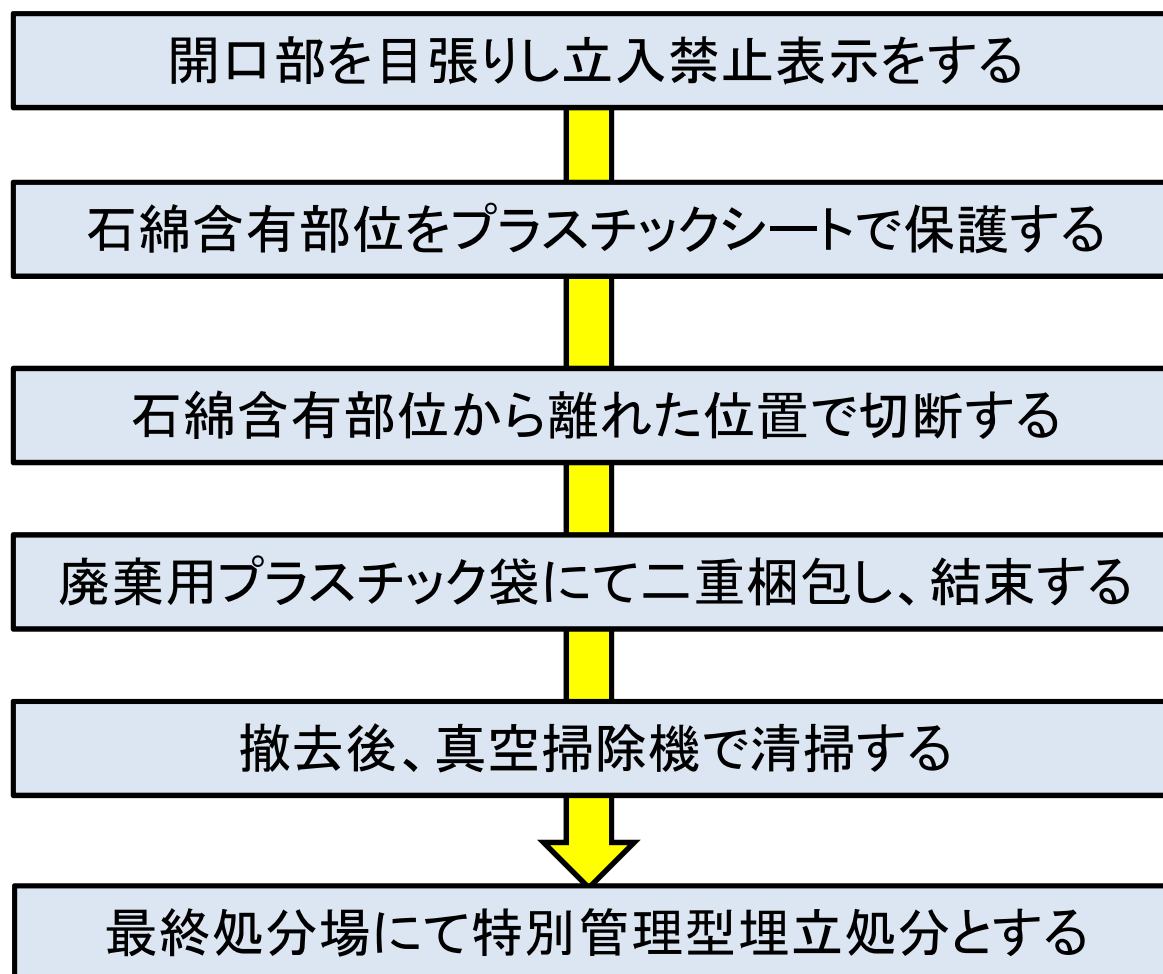 開口部を目張りし立入禁止表示をする
石綿含有部位をプラスチックシートで保護する
石綿含有部位から離れた位置で切断する
廃棄用プラスチック袋にて二重梱包し、結束する
撤去後、真空掃除機で清掃する
最終処分場にて特別管理型埋立処分とする